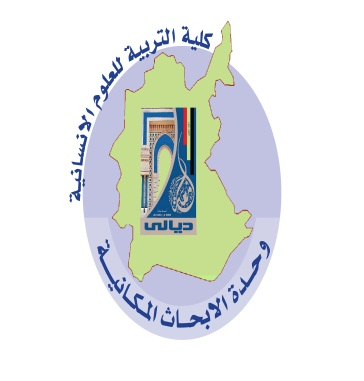 كلية التربية للعلوم الانسانية
ديالى
وحدة الابحاث المكانية